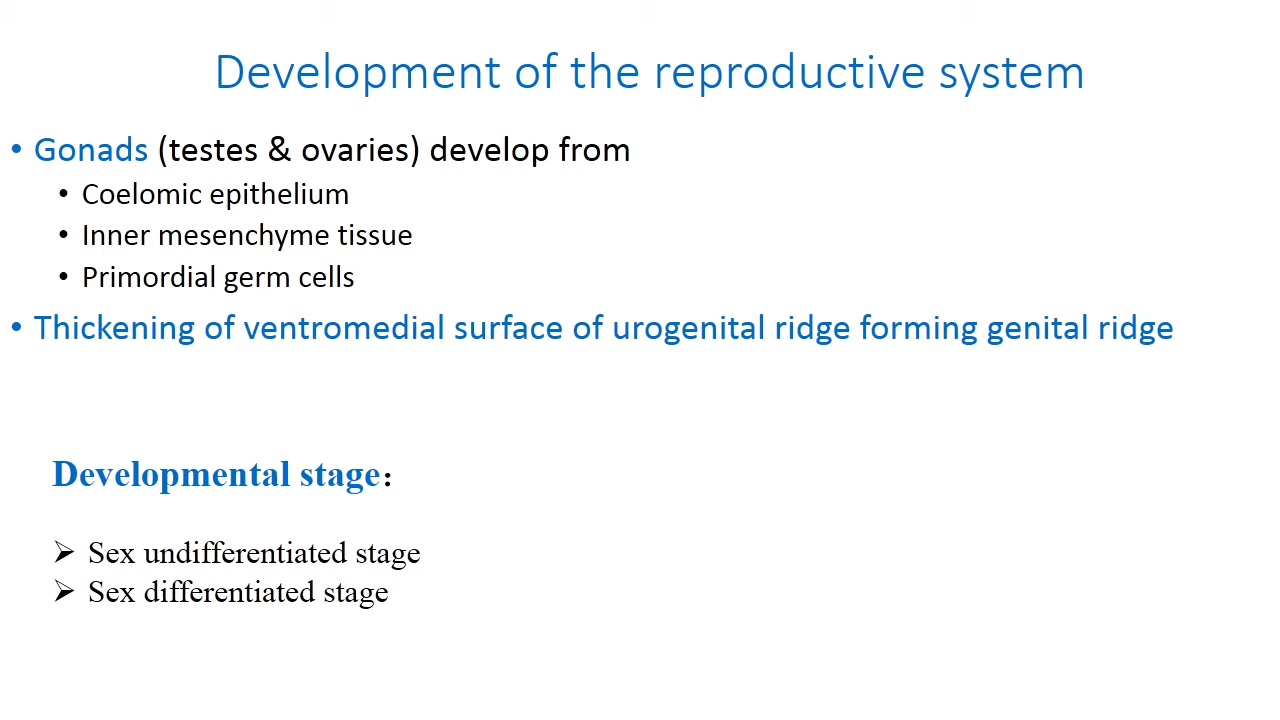 Development of the reproductive system
• Gonads (testes & ovaries) develop from
• Coelomic epithelium
• Inner mesenchyme tissue
• Primordial germ cells
• Thickening of ventromedial surface of urogenital ridge forming genital ridge
Developmental stage：
➢ Sex undifferentiated stage
➢ Sex differentiated stage